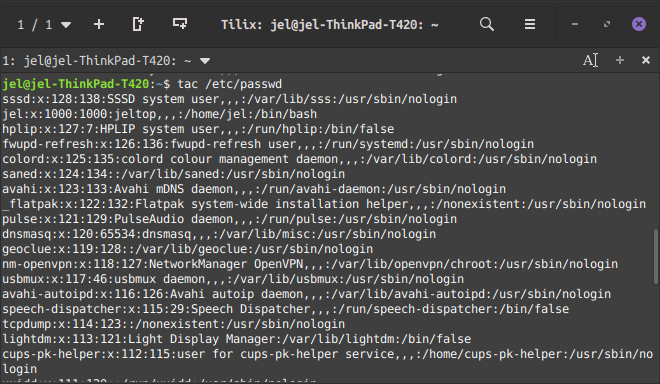 1 / 1
Tilix: jel@jel-ThinkPad-T420: ~
1: jel@jel-ThinkPad-T420: ~
jel@jel-ThinkPad-T420:~$ tac /etc/passwd
sssd:x:128:138:SSSD system user,,,:/var/lib/sss:/usr/sbin/nologin
jel:x:1000:1000:jeltop,,,:/home/jel:/bin/bash
hplip:x:127:7:HPLIP system user,,,:/run/hplip:/bin/false
fwupd-refresh:x:126:136:fwupd-refresh user,,,:/run/systemd:/usr/sbin/nologin
colord:x:125:135:colord colour management daemon,,,:/var/lib/colord:/usr/sbin/nologin
saned:x:124:134::/var/lib/saned:/usr/sbin/nologin
avahi:x:123:133:Avahi mDNS daemon,,,:/run/avahi-daemon:/usr/sbin/nologin
_flatpak:x:122:132:Flatpak system-wide installation helper,,,:/nonexistent:/usr/sbin/nologin
pulse:x:121:129:PulseAudio daemon,,,:/run/pulse:/usr/sbin/nologin
dnsmasq:x:120:65534:dnsmasq,,,:/var/lib/misc:/usr/sbin/nologin
geoclue:x:119:128::/var/lib/geoclue:/usr/sbin/nologin
nm-openvpn:x:118:127:NetworkManager OpenVPN,,,:/var/lib/openvpn/chroot:/usr/sbin/nologin
usbmux:x:117:46:usbmux daemon,,,:/var/lib/usbmux:/usr/sbin/nologin
avahi-autoipd:x:116:126:Avahi autoip daemon,,,:/var/lib/avahi-autoipd:/usr/sbin/nologin
speech-dispatcher:x:115:29:Speech Dispatcher,,,:/run/speech-dispatcher:/bin/false
tcpdump:x:114:123::/nonexistent:/usr/sbin/nologin
lightdm:x:113:121:Light Display Manager:/var/lib/lightdm:/bin/false
cups-pk-helper:x:112:115:user for cups-pk-helper service,,,:/home/cups-pk-helper:/usr/sbin/no
login